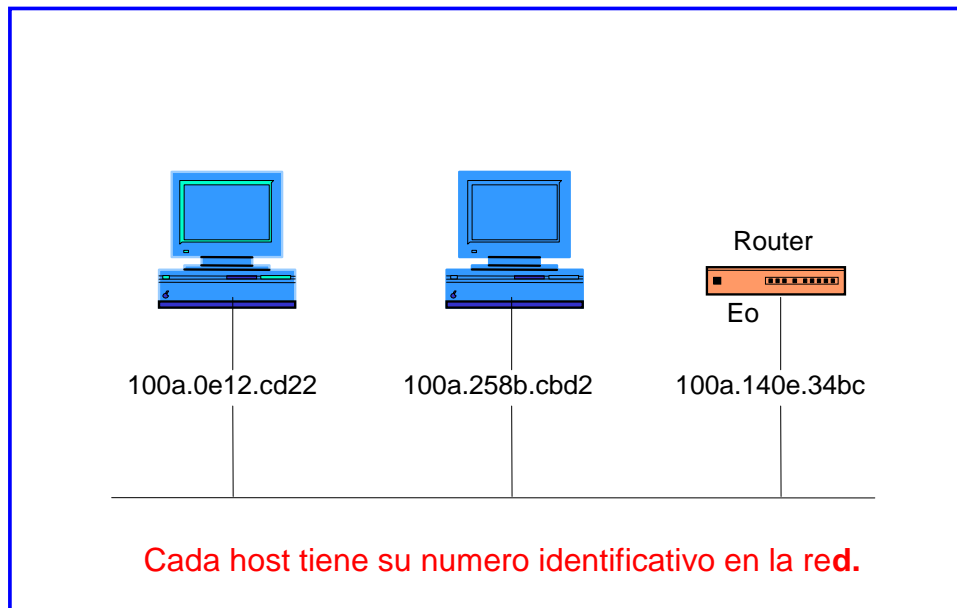 Router
Eo
100a.0e12.cd22 100a.258b.cbd2 100a.140e.34bc
Cada host tiene su numero identificativo en la red.